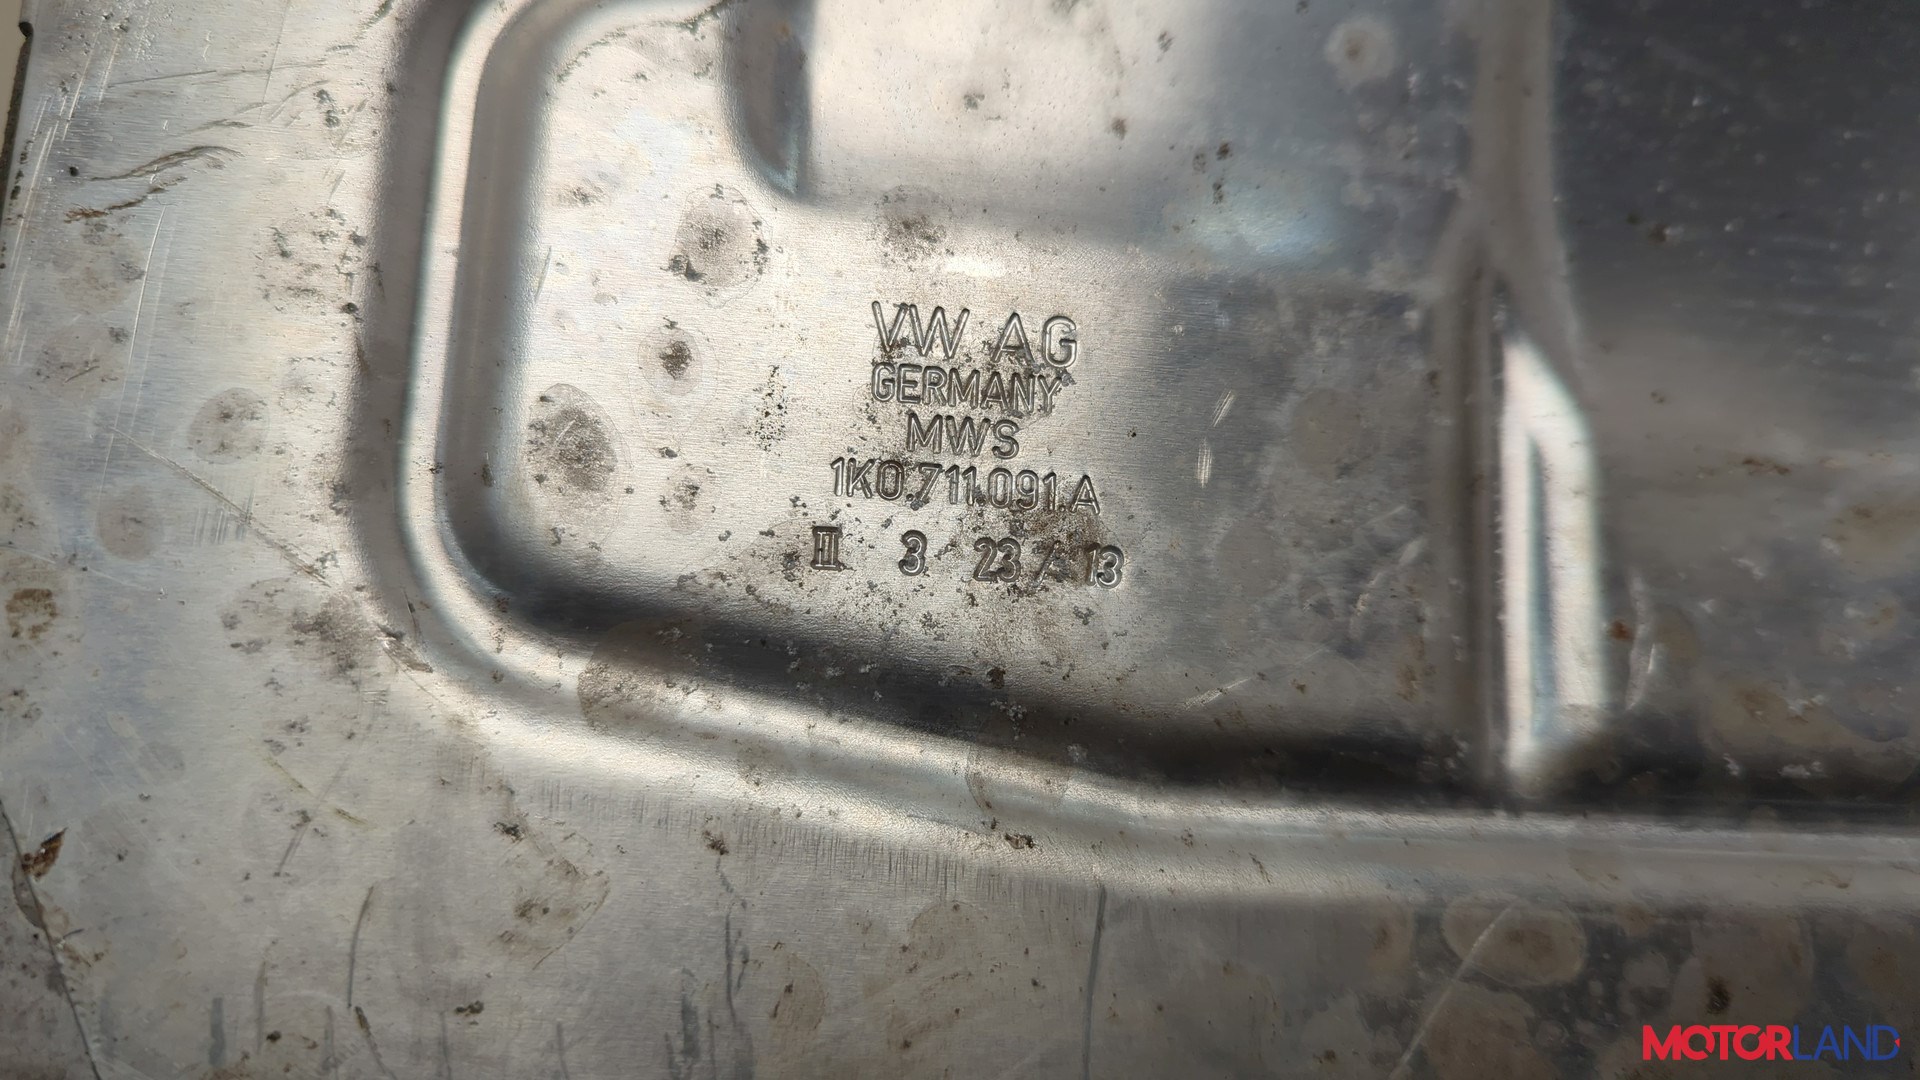 VW AG
GERMANY
MWS
1K0.711.091.A
III 3 23 / 13
MOTORLAND